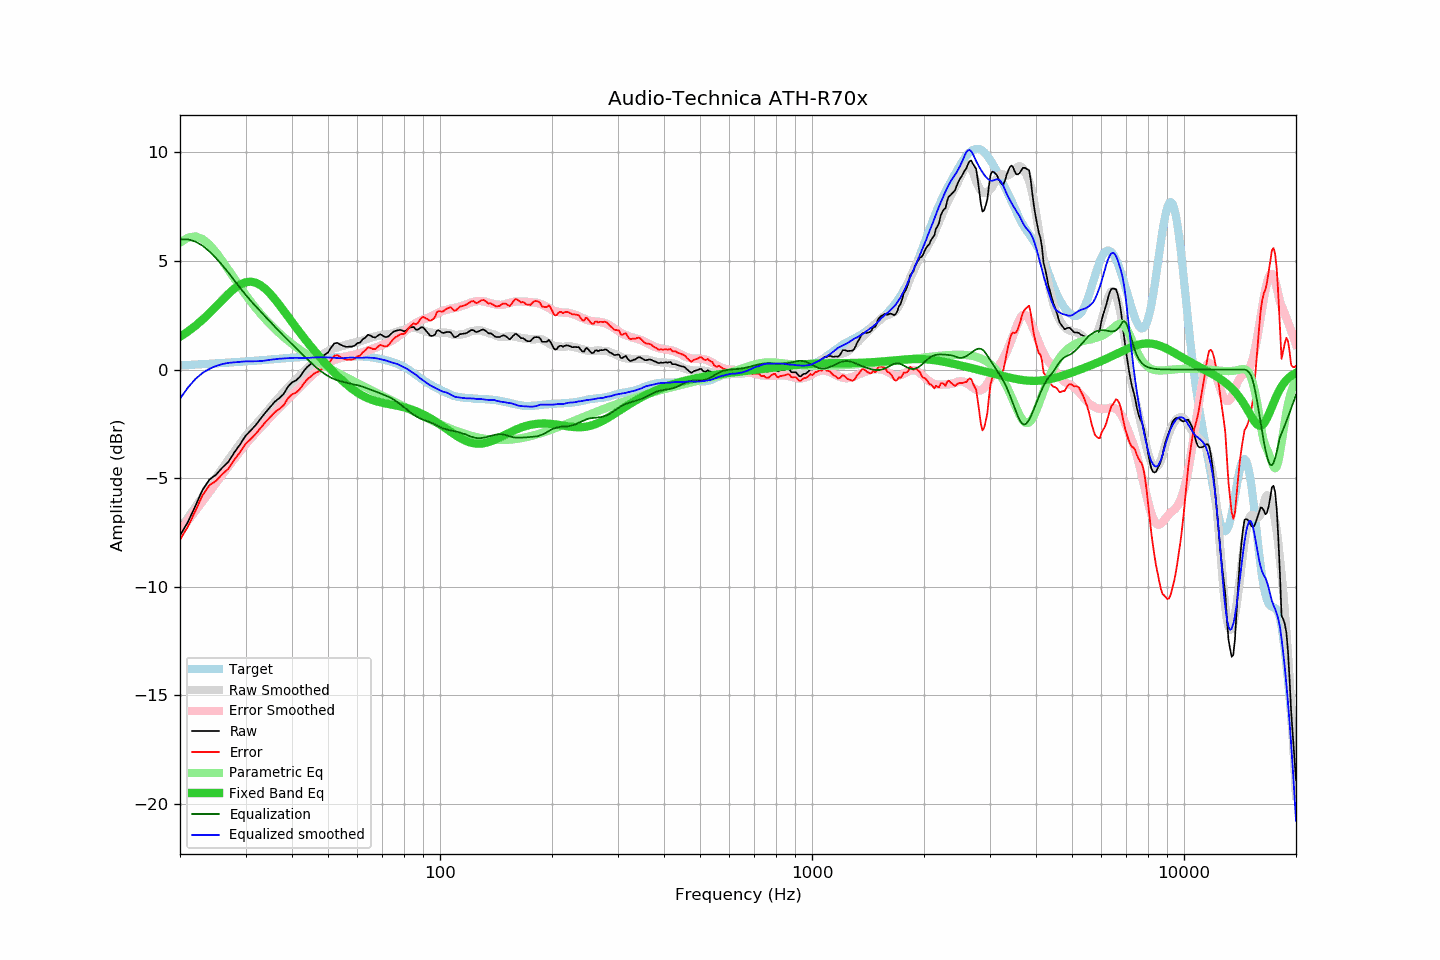 Audio-Technica ATH-R70x
Amplitude (dBr)
10
5
0
−5
−10
−15
−20
Target
Raw Smoothed
Error Smoothed
Raw
Error
Parametric Eq
Fixed Band Eq
Equalization
Equalized smoothed
100
1000
10000
Frequency (Hz)